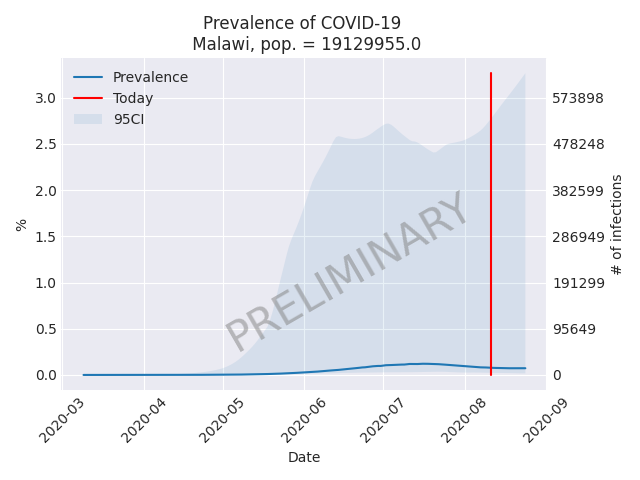 Prevalence of COVID-19
Malawi, pop. = 19129955.0
Prevalence
Today
95CI
3.0
2.5
2.0
1.5
1.0
0.5
0.0
%
573898
478248
382599
286949
191299
95649
0
# of infections
PRELIMINARY
2020-03
2020-04
2020-05
2020-06
2020-07
2020-08
2020-09
Date